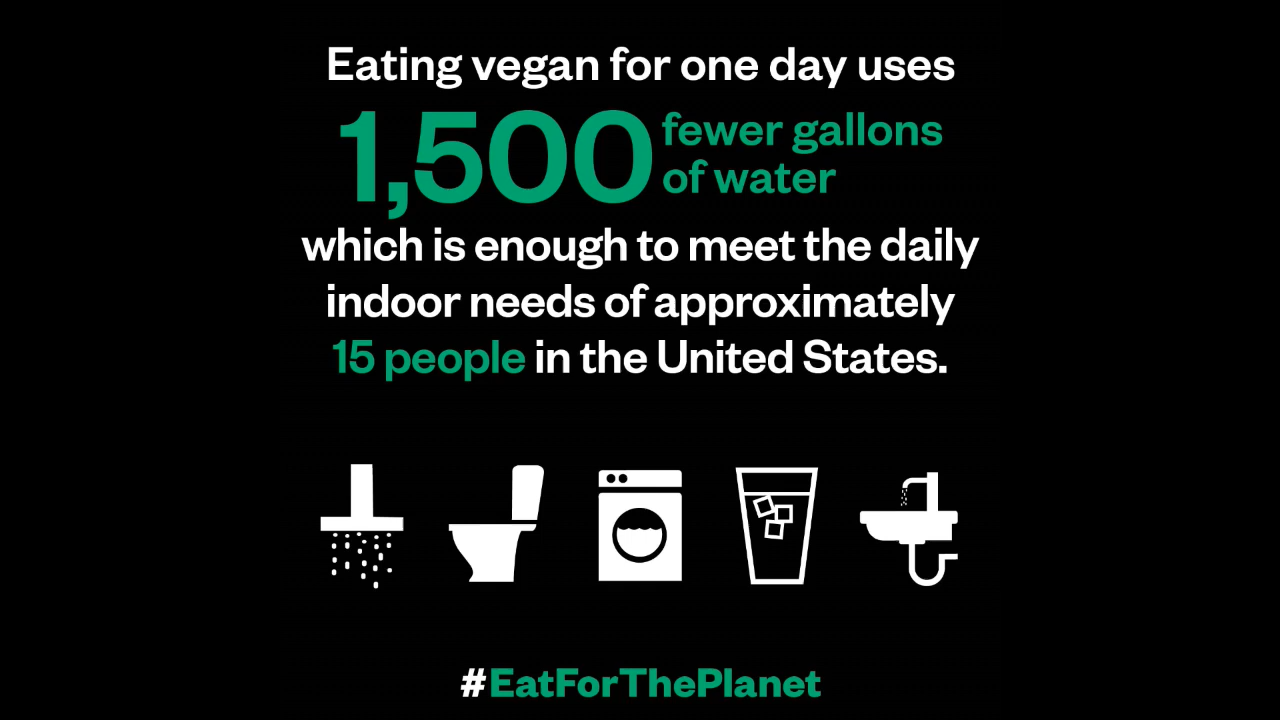 Eating vegan for one day uses
1,500 fewer gallons
of water
which is enough to meet the daily
indoor needs of approximately
15 people in the United States.
#EatForThePlanet